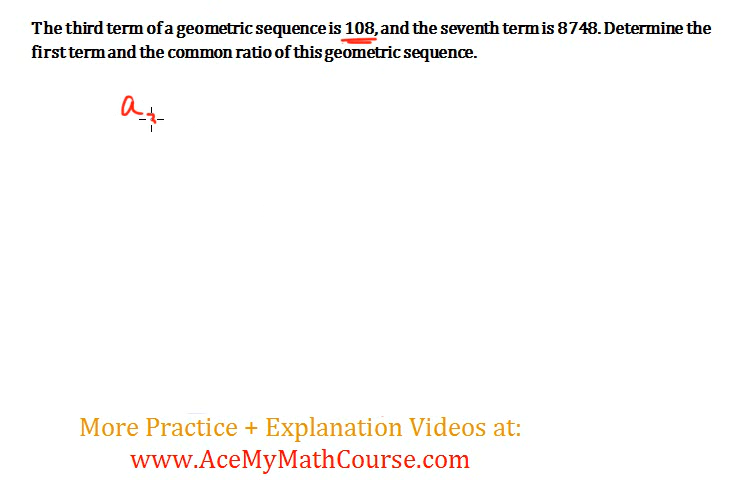 The third term of a geometric sequence is 108, and the seventh term is 8748. Determine the
first term and the common ratio of this geometric sequence.
a
More Practice + Explanation Videos at:
www.AceMyMathCourse.com